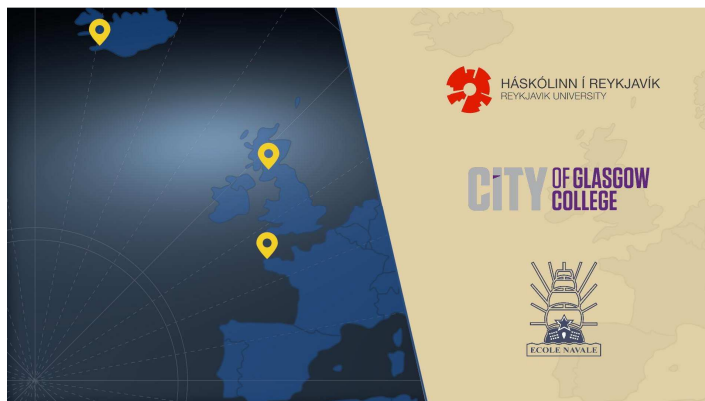 HÁSKÓLINN Í REYKJAVÍK
REYKJAVIK UNIVERSITY
CITY OF GLASGOW
COLLEGE
ECOLE NAVALE